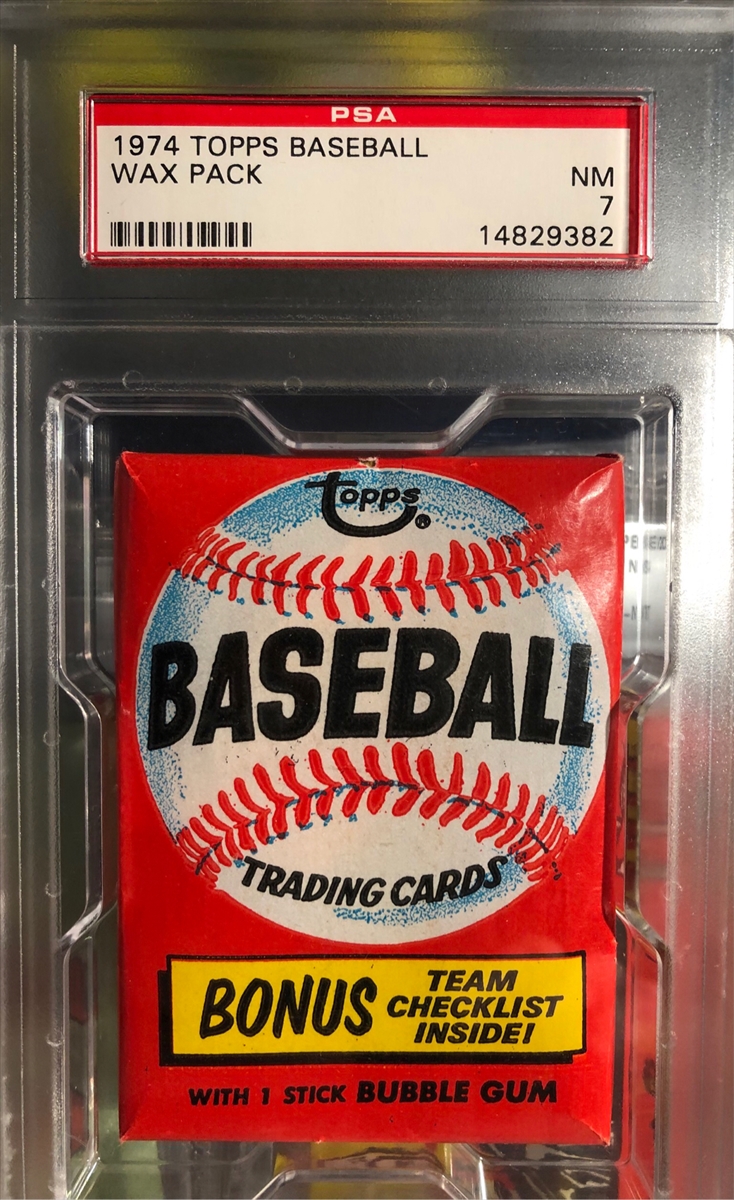 PSA
1974 TOPPS BASEBALL
WAX PACK
NM
7
14829382
Topps®
BASEBALL
TRADING CARDS
BONUS
TEAM
CHECKLIST
INSIDE!
WITH 1 STICK BUBBLE GUM